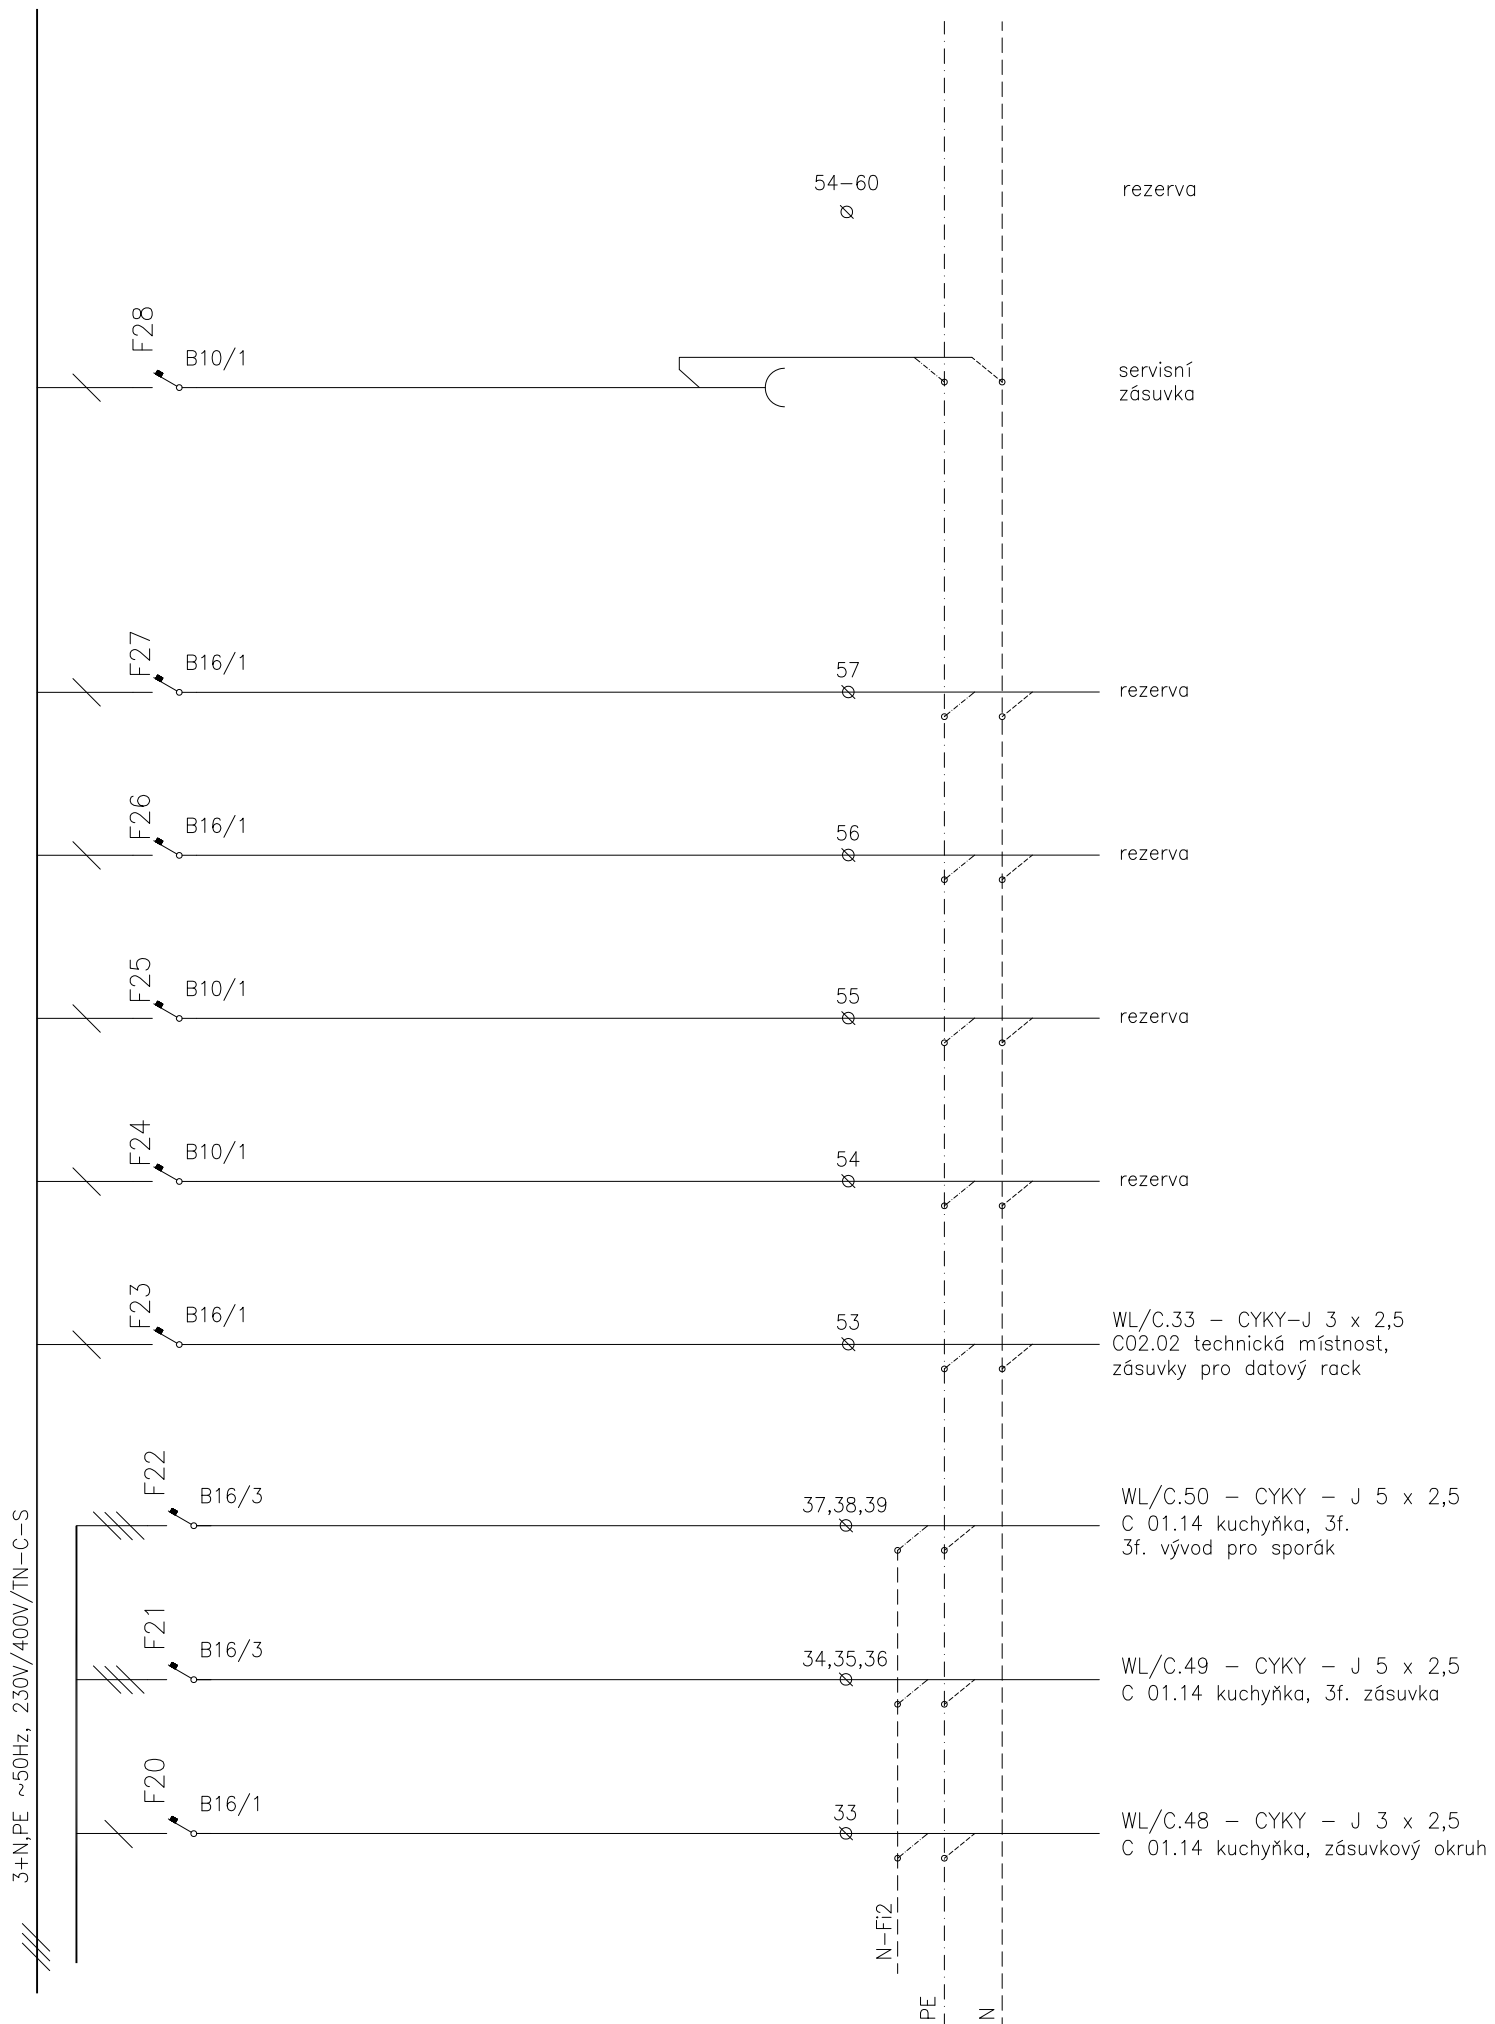 54-60
rezerva
F28
B10/1
servisní
zásuvka
F27
B16/1
57
rezerva
F26
B16/1
56
rezerva
F25
B10/1
55
rezerva
F24
B10/1
54
rezerva
F23
B16/1
53
WL/C.33 - CYKY-J 3 x 2,5
C02.02 technická místnost,
zásuvky pro datový rack
F22
B16/3
37,38,39
WL/C.50 - CYKY - J 5 x 2,5
C 01.14 kuchyňka, 3f.
3f. vývod pro sporák
F21
B16/3
34,35,36
WL/C.49 - CYKY - J 5 x 2,5
C 01.14 kuchyňka, 3f. zásuvka
F20
B16/1
33
WL/C.48 - CYKY - J 3 x 2,5
C 01.14 kuchyňka, zásuvkový okruh
3+N,PE ~50Hz, 230V/400V/TN-C-S
N-Fi2
PE
N